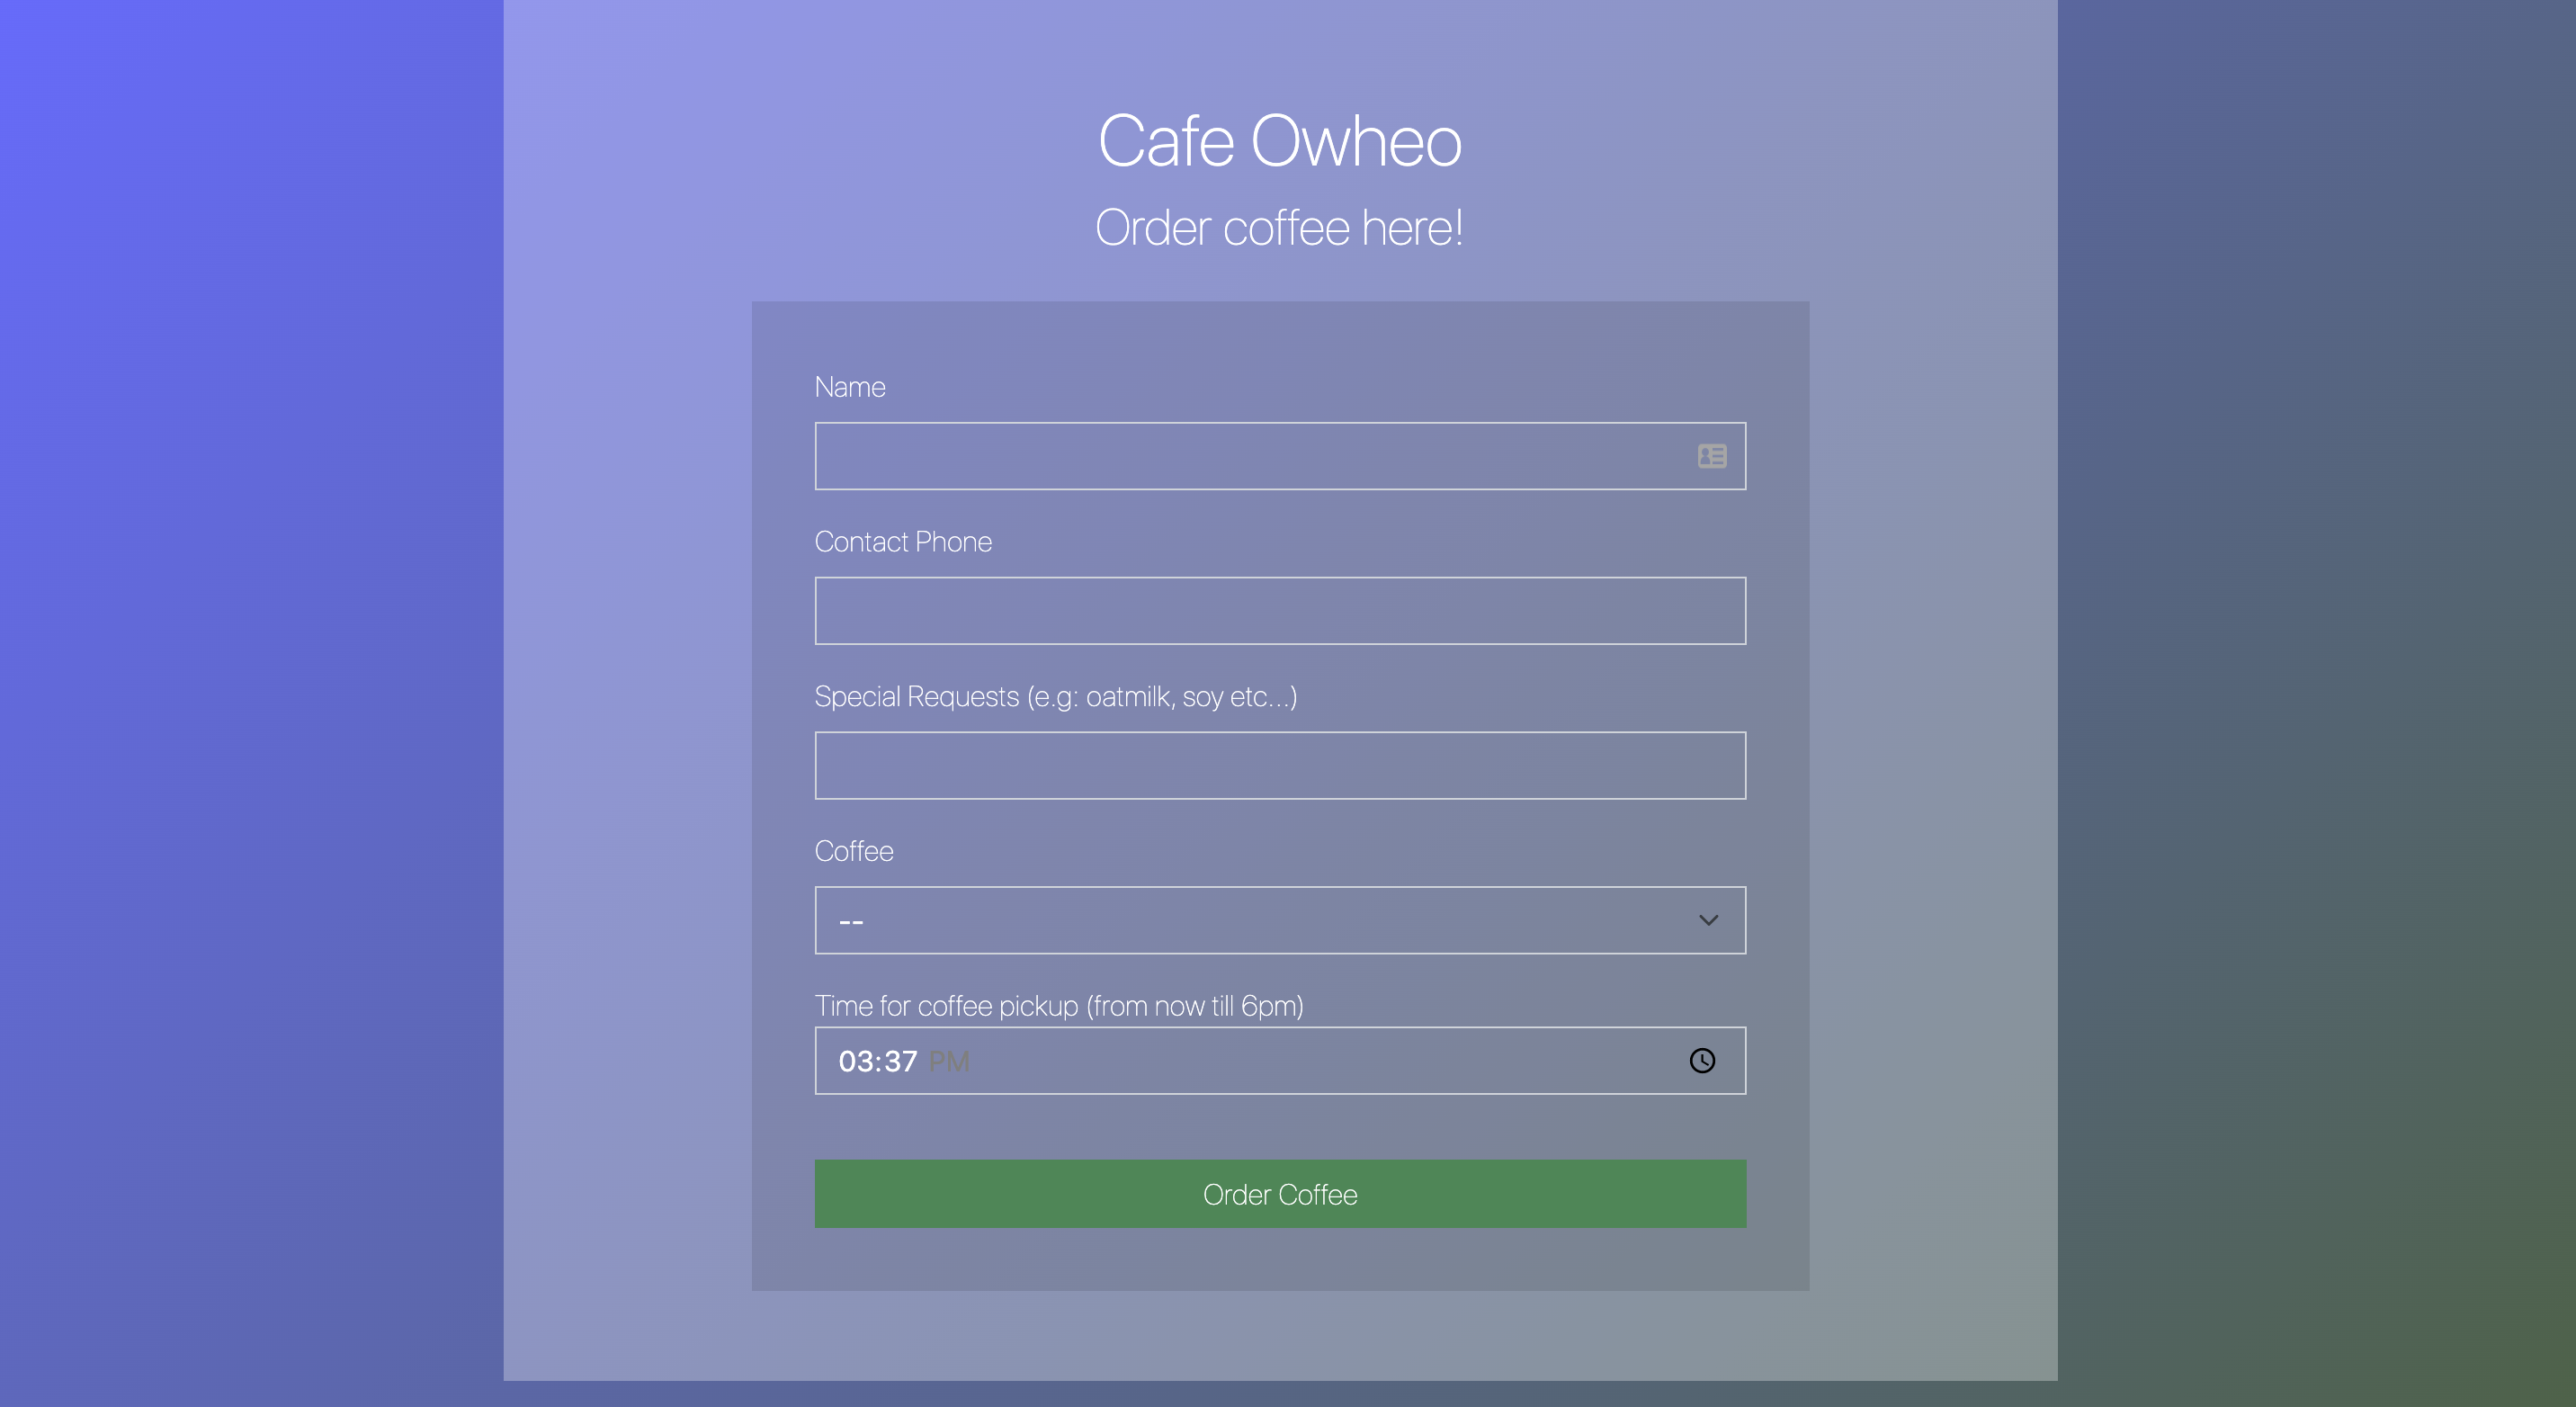 Cafe Owheo
Order coffee here!
Name
Contact Phone
Special Requests (e.g: oatmilk, soy etc...)
Coffee
--
Time for coffee pickup (from now till 6pm)
03:37 PM
Order Coffee